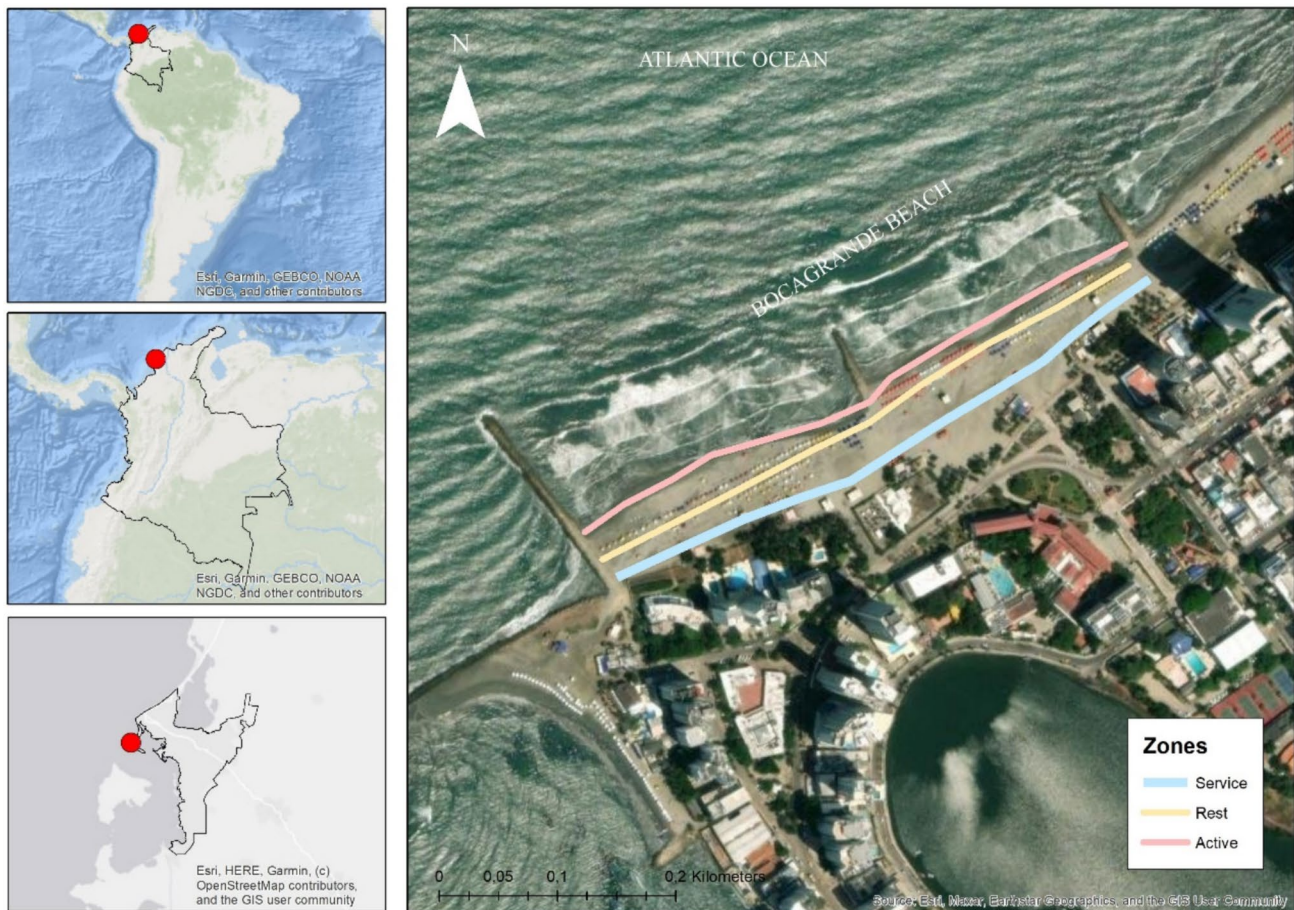 Esri, Garmin, GEBCO, NOAA
NGDC, and other contributors
Esri, Garmin, GEBCO, NOAA
NGDC, and other contributors
Esri, HERE, Garmin, (c)
OpenStreetMap contributors,
and the GIS user community
N
ATLANTIC OCEAN
BOCAGRANDE BEACH
Zones
Service
Rest
Active
0 0,05 0,1 0,2 Kilometers
Source: Esri, Maxar, Earthstar Geographics, and the GIS User Community